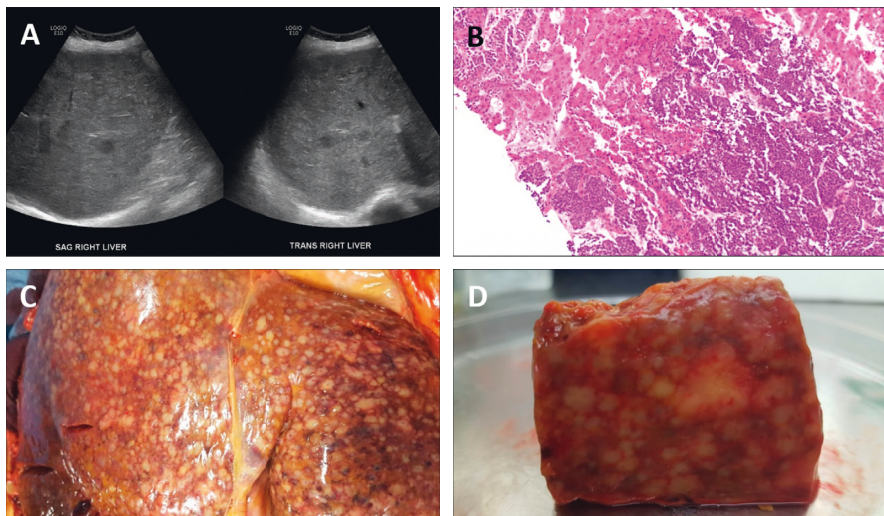 A
LOGIQ
E10
LOGIQ
E10
SAG RIGHT LIVER
TRANS RIGHT LIVER
B
C
D